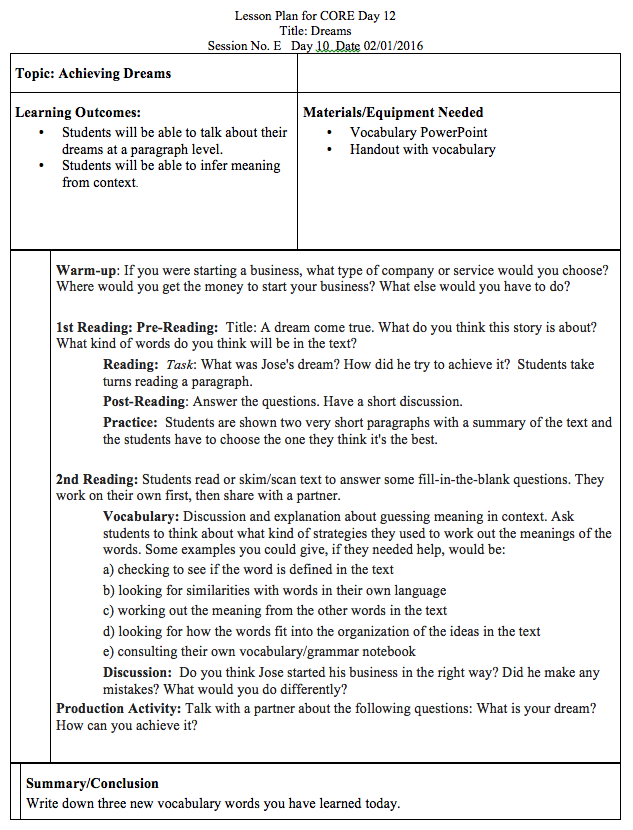 Lesson Plan for CORE Day 12
Title: Dreams
Session No. E Day 10 Date 02/01/2016
Topic: Achieving Dreams
Learning Outcomes:
• Students will be able to talk about their
dreams at a paragraph level.
• Students will be able to infer meaning
from context.
Materials/Equipment Needed
• Vocabulary PowerPoint
• Handout with vocabulary
Warm-up: If you were starting a business, what type of company or service would you choose?
Where would you get the money to start your business? What else would you have to do?
1st Reading: Pre-Reading: Title: A dream come true. What do you think this story is about?
What kind of words do you think will be in the text?
Reading: Task: What was Jose's dream? How did he try to achieve it? Students take
turns reading a paragraph.
Post-Reading: Answer the questions. Have a short discussion.
Practice: Students are shown two very short paragraphs with a summary of the text and
the students have to choose the one they think it's the best.
2nd Reading: Students read or skim/scan text to answer some fill-in-the-blank questions. They
work on their own first, then share with a partner.
Vocabulary: Discussion and explanation about guessing meaning in context. Ask
students to think about what kind of strategies they used to work out the meanings of the
words. Some examples you could give, if they needed help, would be:
a) checking to see if the word is defined in the text
b) looking for similarities with words in their own language
c) working out the meaning from the other words in the text
d) looking for how the words fit into the organization of the ideas in the text
e) consulting their own vocabulary/grammar notebook
Discussion: Do you think Jose started his business in the right way? Did he make any
mistakes? What would you do differently?
Production Activity: Talk with a partner about the following questions: What is your dream?
How can you achieve it?
Summary/Conclusion
Write down three new vocabulary words you have learned today.